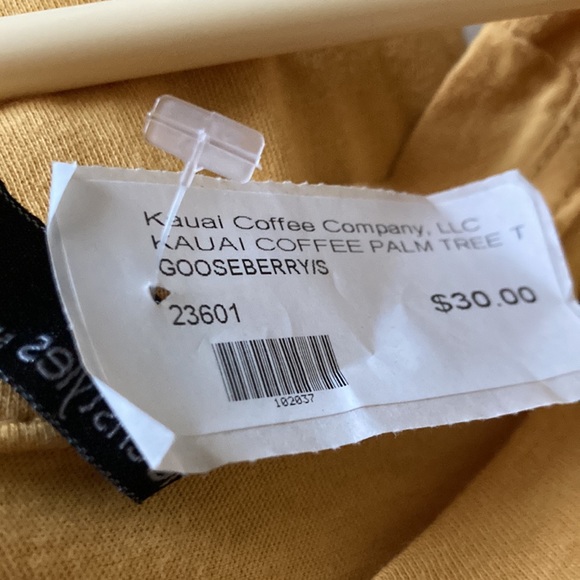 Kauai Coffee Company, LLC
KAUAI COFFEE PALM TREE T
GOOSEBERRY/S
23601
$30.00
102037